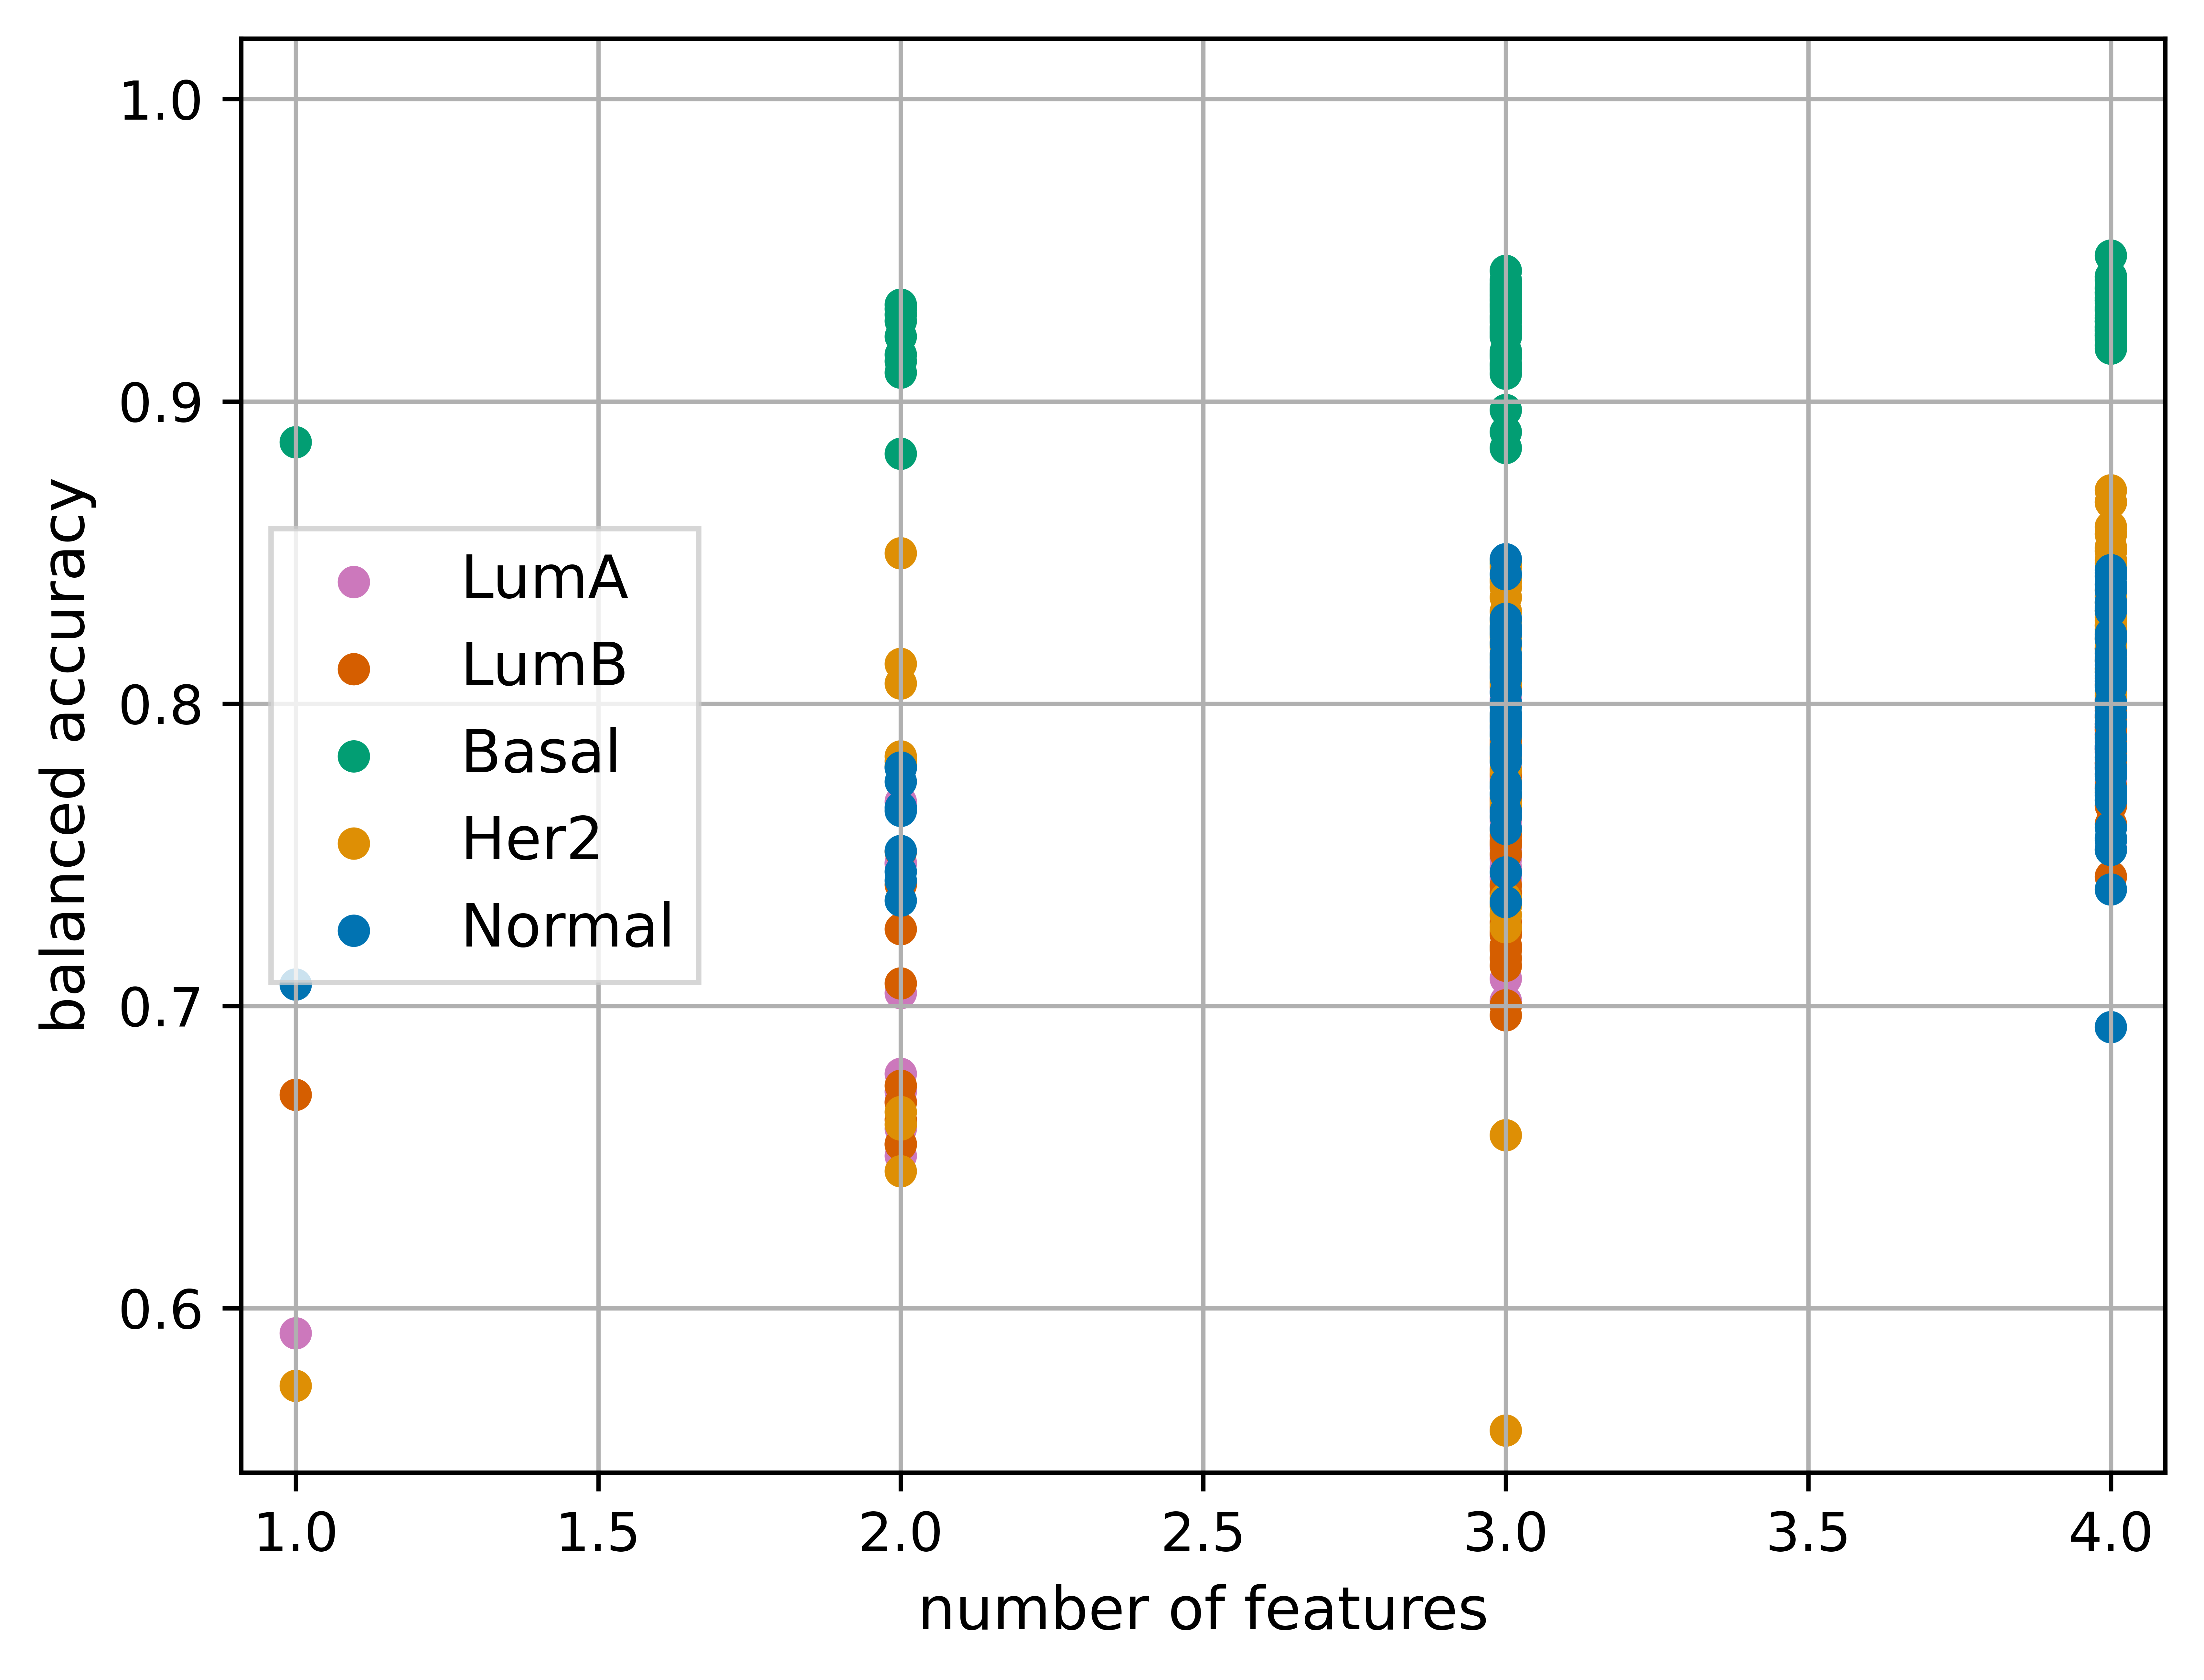 1.0
0.9
0.8
0.7
0.6
balanced accuracy
LumA
LumB
Basal
Her2
Normal
1.0 1.5 2.0 2.5 3.0 3.5 4.0
number of features